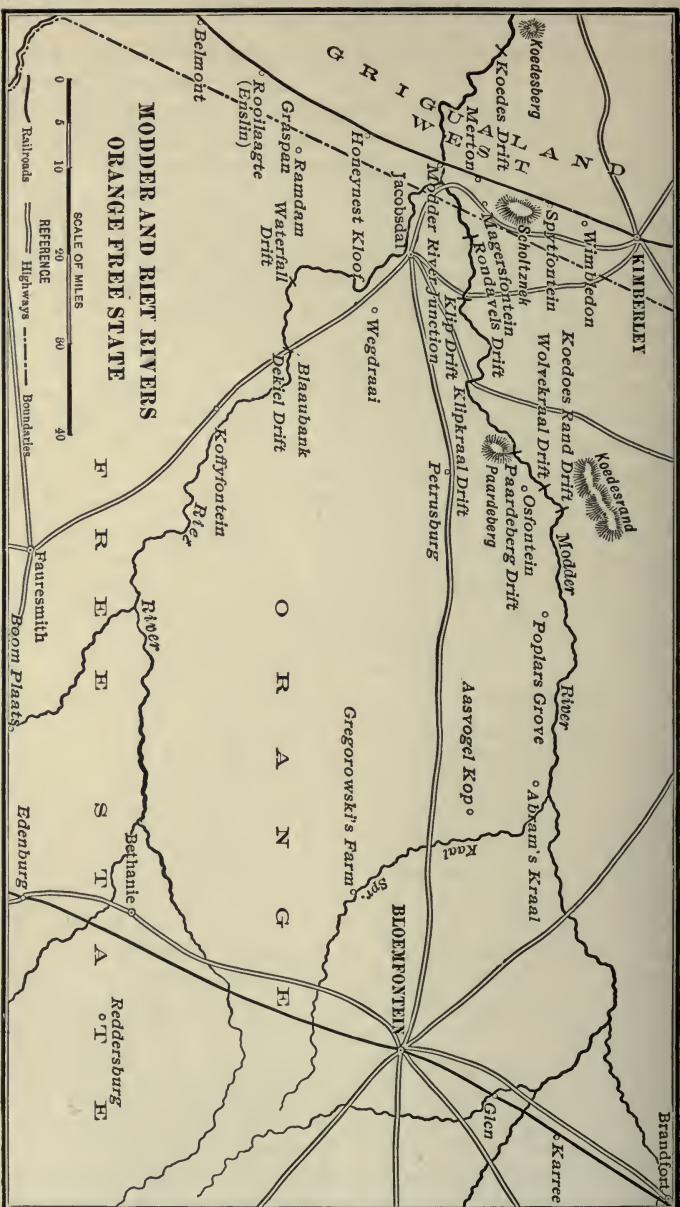 MODDER AND RIET RIVERS
ORANGE FREE STATE
SCALE OF MILES
0 5 10 20 30 40
REFERENCE
Railroads Highways Boundaries
GRIQUALAND
WEST
ORANGE
FREE STATE
Koedesberg
Koedes Drift
Merton
KIMBERLEY
Wimbledon
Spytfontein
Scholtznek
Magersfontein
Rondavels Drift
Modder River Junction
Jacobsdal
Klip Drift
Klipkraal Drift
Koedoes Rand Drift
Wolvekraal Drift
Koedesrand
Paardeberg
Paardeberg Drift
Osfontein
Modder
River
Poplars Grove
Abram's Kraal
Petrusburg
Aasvogel Kop
Kaal
Spr.
Gregorowski's Farm
BLOEMFONTEIN
Glen
Karree
Brandfort
Belmont
Rooilaagte
(Enslin)
Graspan
Ramdam
Honeynest Kloof
Waterfall
Drift
Wegdraai
Blaaubank
Dekiel Drift
Koffyfontein
Riet
River
Fauresmith
Boom Plaats
Bethanie
Edenburg
Reddersburg